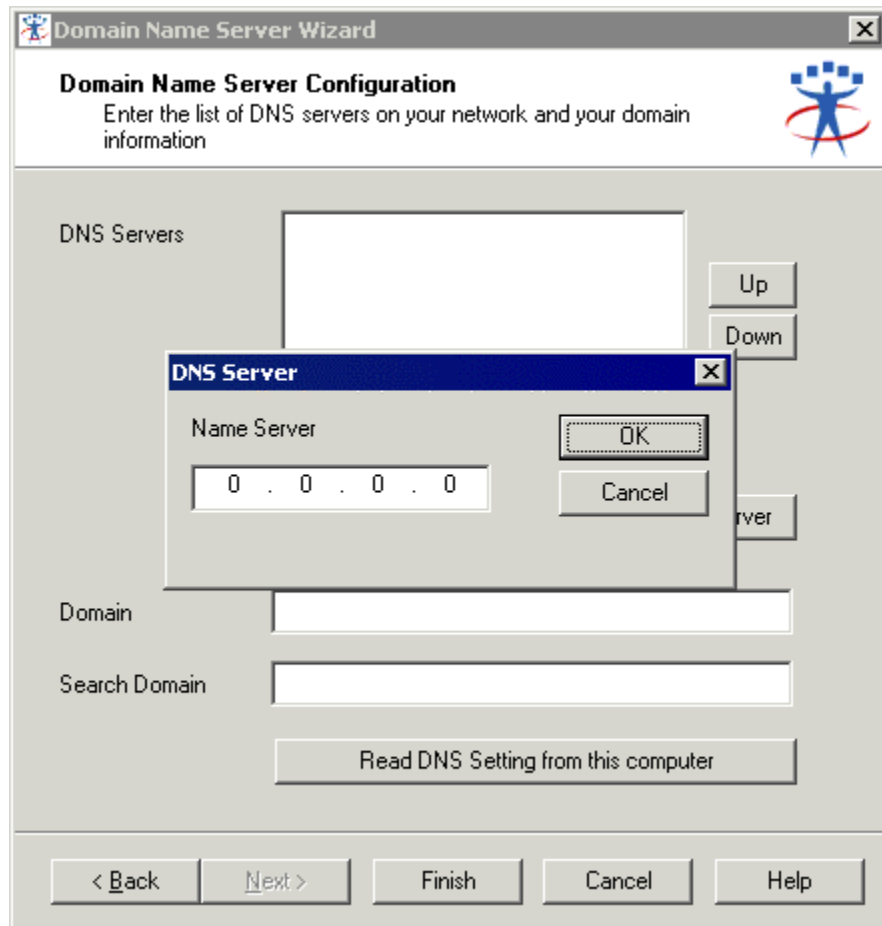 Domain Name Server Wizard
Domain Name Server Configuration
Enter the list of DNS servers on your network and your domain
information
DNS Servers
Up
Down
DNS Server
Name Server
OK
0 . 0 . 0 . 0
Cancel
rver
Domain
Search Domain
Read DNS Setting from this computer
< Back
Next >
Finish
Cancel
Help